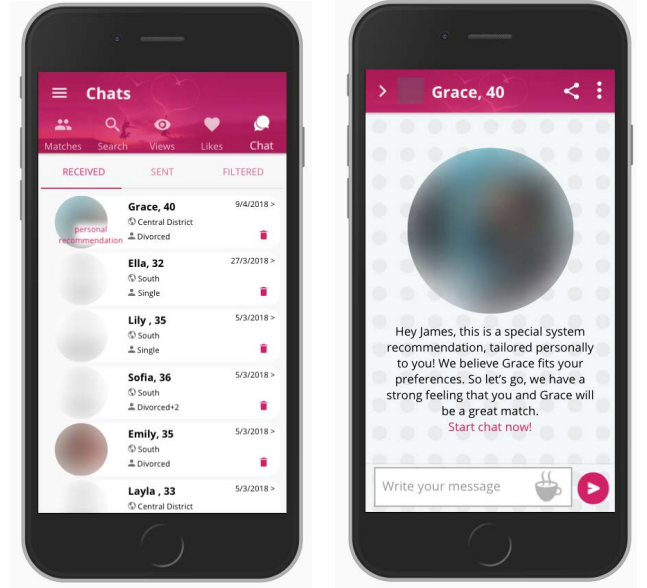 Chats
Matches Search Views Likes Chat
RECEIVED SENT FILTERED
Grace, 40 9/4/2018 >
Central District
Divorced
personal
recommendation
Ella, 32 27/3/2018 >
South
Single
Lily , 35 5/3/2018 >
South
Single
Sofia, 36 5/3/2018 >
South
Divorced+2
Emily, 35 5/3/2018 >
South
Divorced
Layla , 33 5/3/2018 >
Central District
Grace, 40
Hey James, this is a special system
recommendation, tailored personally
to you! We believe Grace fits your
preferences. So let's go, we have a
strong feeling that you and Grace will
be a great match.
Start chat now!
Write your message